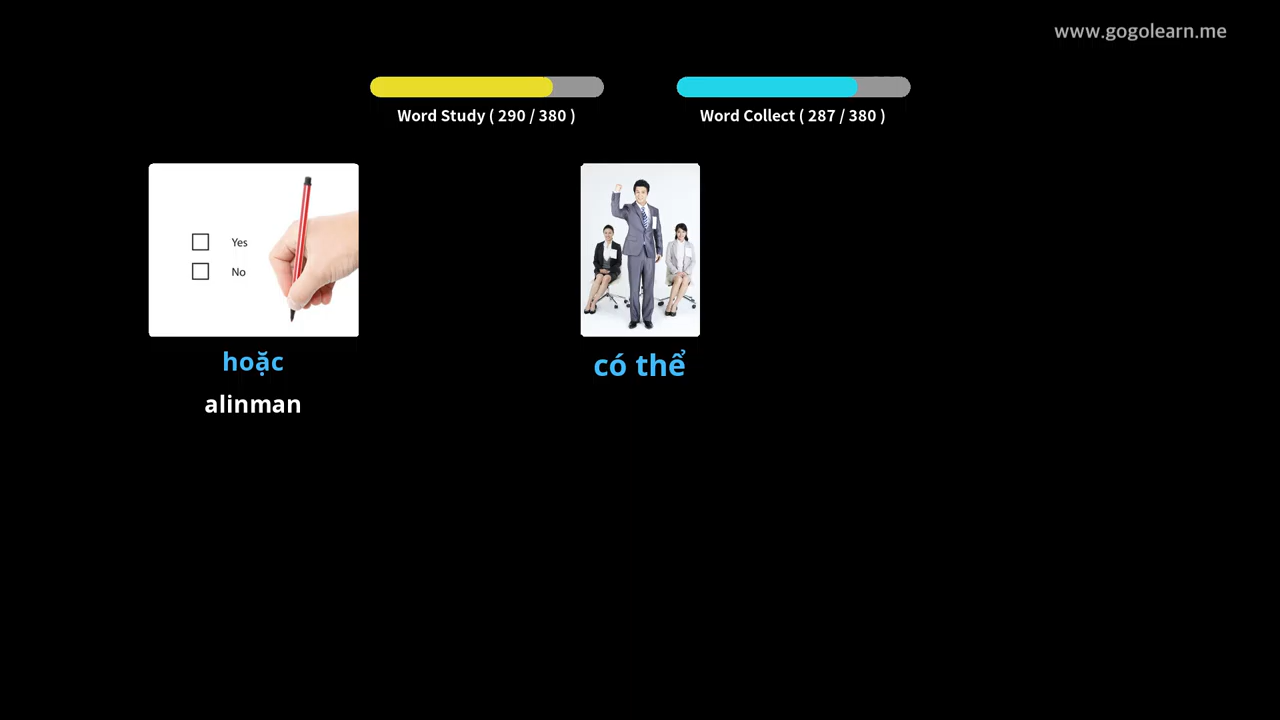 www.gogolearn.me
Word Study ( 290 / 380 )
Word Collect ( 287 / 380 )
Yes
No
hoặc
alinman
có thể